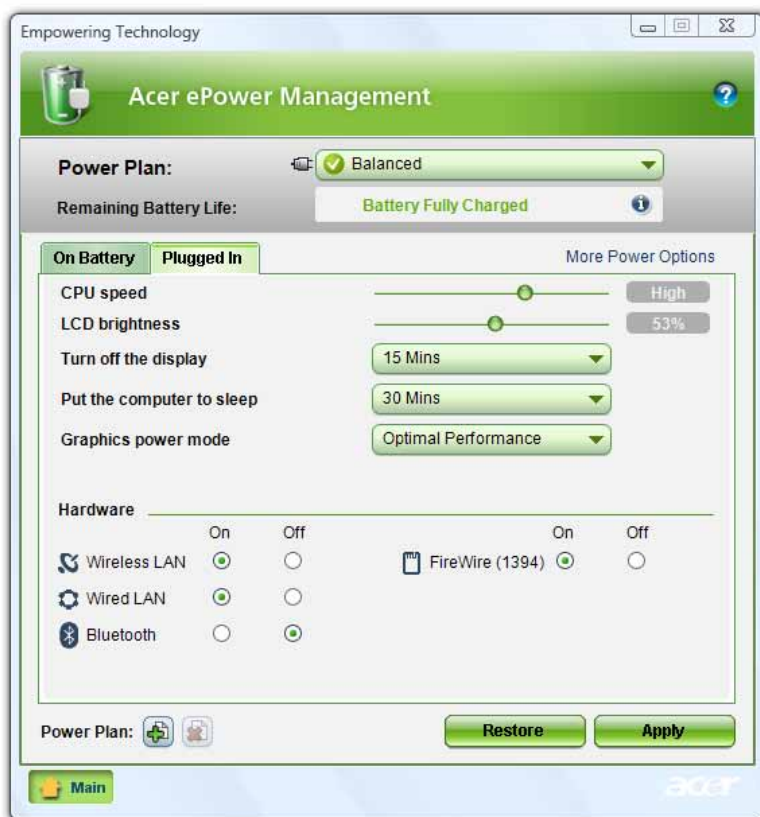 Empowering Technology
Acer ePower Management
Power Plan: Balanced
Remaining Battery Life: Battery Fully Charged
On Battery Plugged In More Power Options
CPU speed High
LCD brightness 53%
Turn off the display 15 Mins
Put the computer to sleep 30 Mins
Graphics power mode Optimal Performance
Hardware
On Off On Off
Wireless LAN FireWire (1394)
Wired LAN
Bluetooth
Power Plan: Restore Apply
Main acer